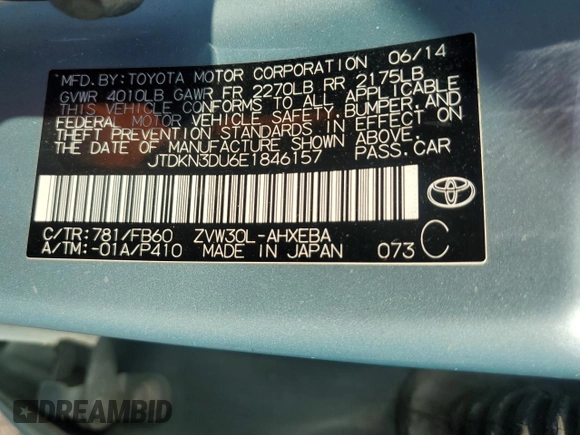 MFD. BY: TOYOTA MOTOR CORPORATION 06/14
GVWR 4010LB GAWR FR 2270LB RR 2175LB
THIS VEHICLE CONFORMS TO ALL APPLICABLE
FEDERAL MOTOR VEHICLE SAFETY, BUMPER, AND
THEFT PREVENTION STANDARDS IN EFFECT ON
THE DATE OF MANUFACTURE SHOWN ABOVE.
JTDKN3DU6E1846157 PASS. CAR
TOYOTA
C/TR: 781/FB60 ZVW30L-AHXEBA
A/TM: -01A/P410 MADE IN JAPAN 073 C
DREAMBID